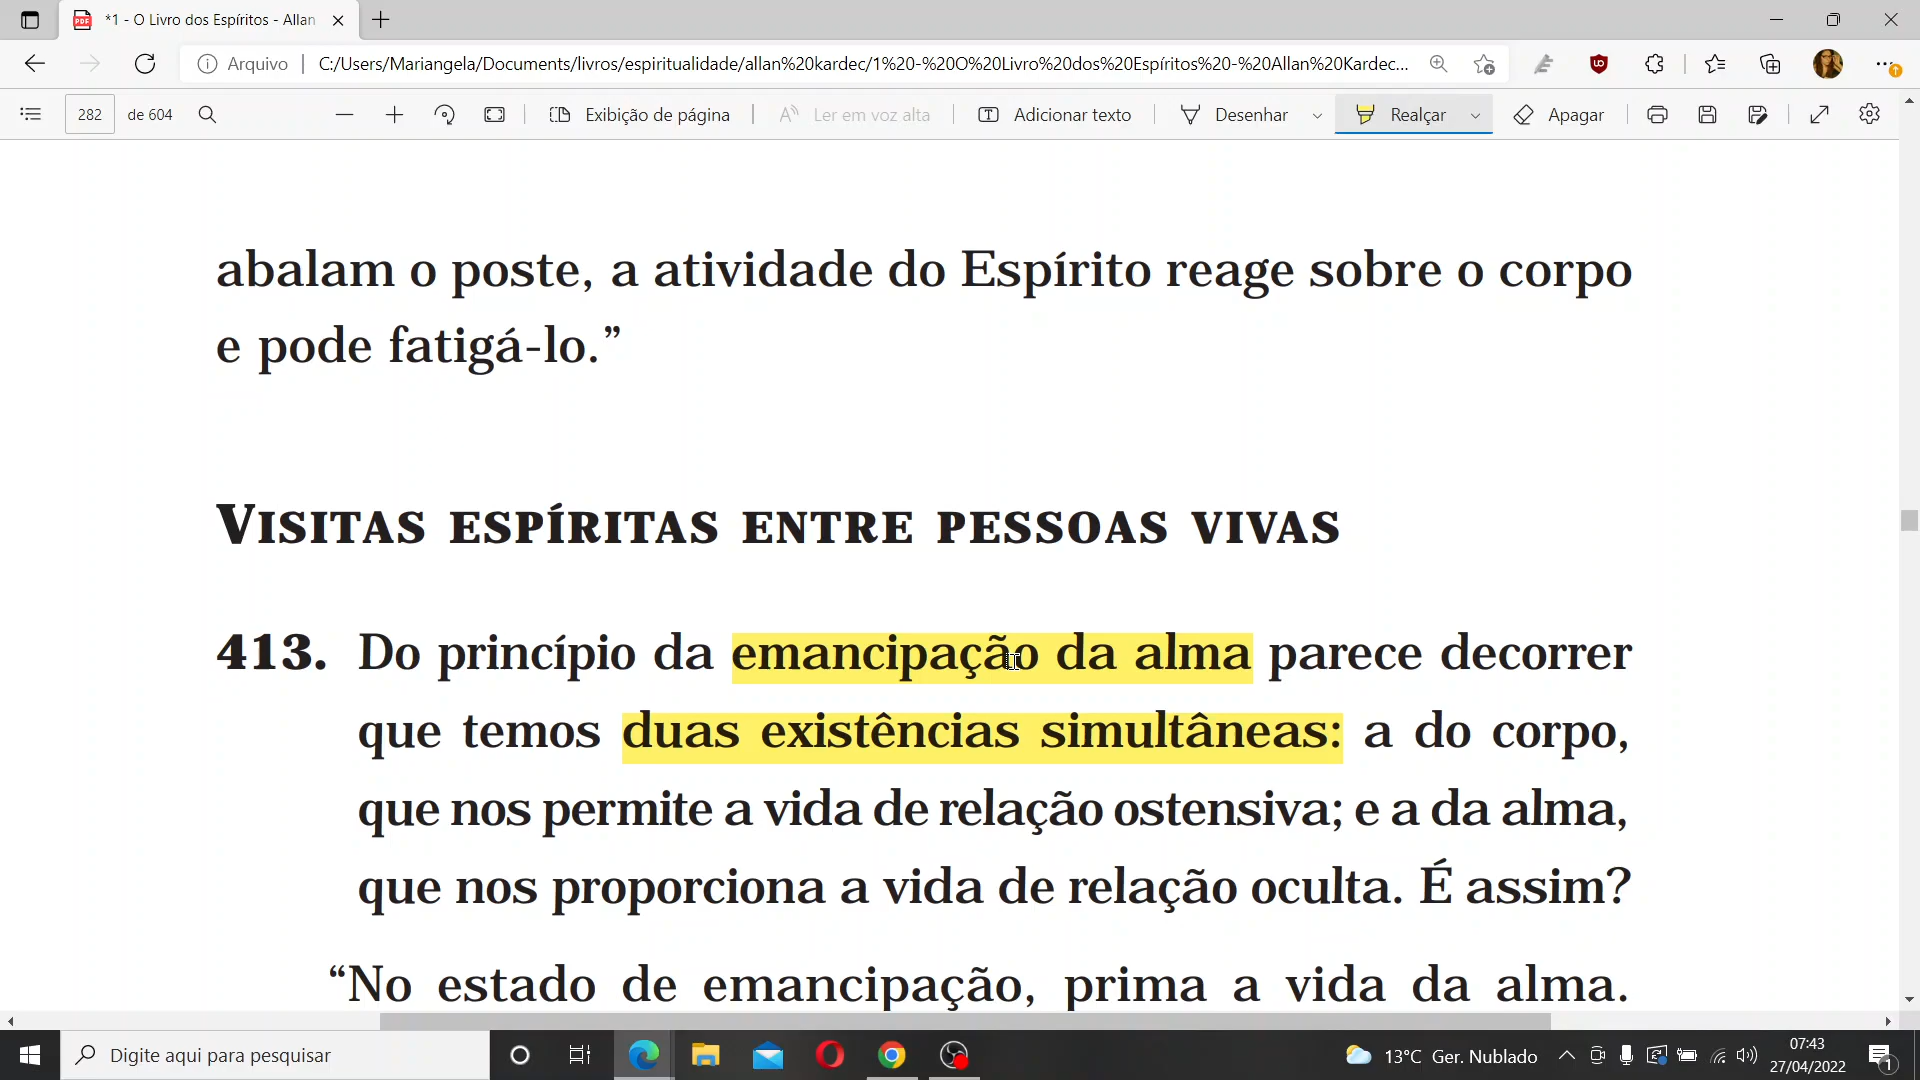 *1 - O Livro dos Espíritos - Allan
Arquivo
C:/Users/Mariangela/Documents/livros/espiritualidade/allan%20kardec/1%20-%20O%20Livro%20dos%20Espíritos%20-%20Allan%20Kardec...
282 de 604
Exibição de página
Ler em voz alta
Adicionar texto
Desenhar
Realçar
Apagar
abalam o poste, a atividade do Espírito reage sobre o corpo
e pode fatigá-lo.”
VISITAS ESPÍRITAS ENTRE PESSOAS VIVAS
413. Do princípio da emancipação da alma parece decorrer
que temos duas existências simultâneas: a do corpo,
que nos permite a vida de relação ostensiva; e a da alma,
que nos proporciona a vida de relação oculta. É assim?
“No estado de emancipação, prima a vida da alma.
Digite aqui para pesquisar
13°C Ger. Nublado
07:43
27/04/2022
1